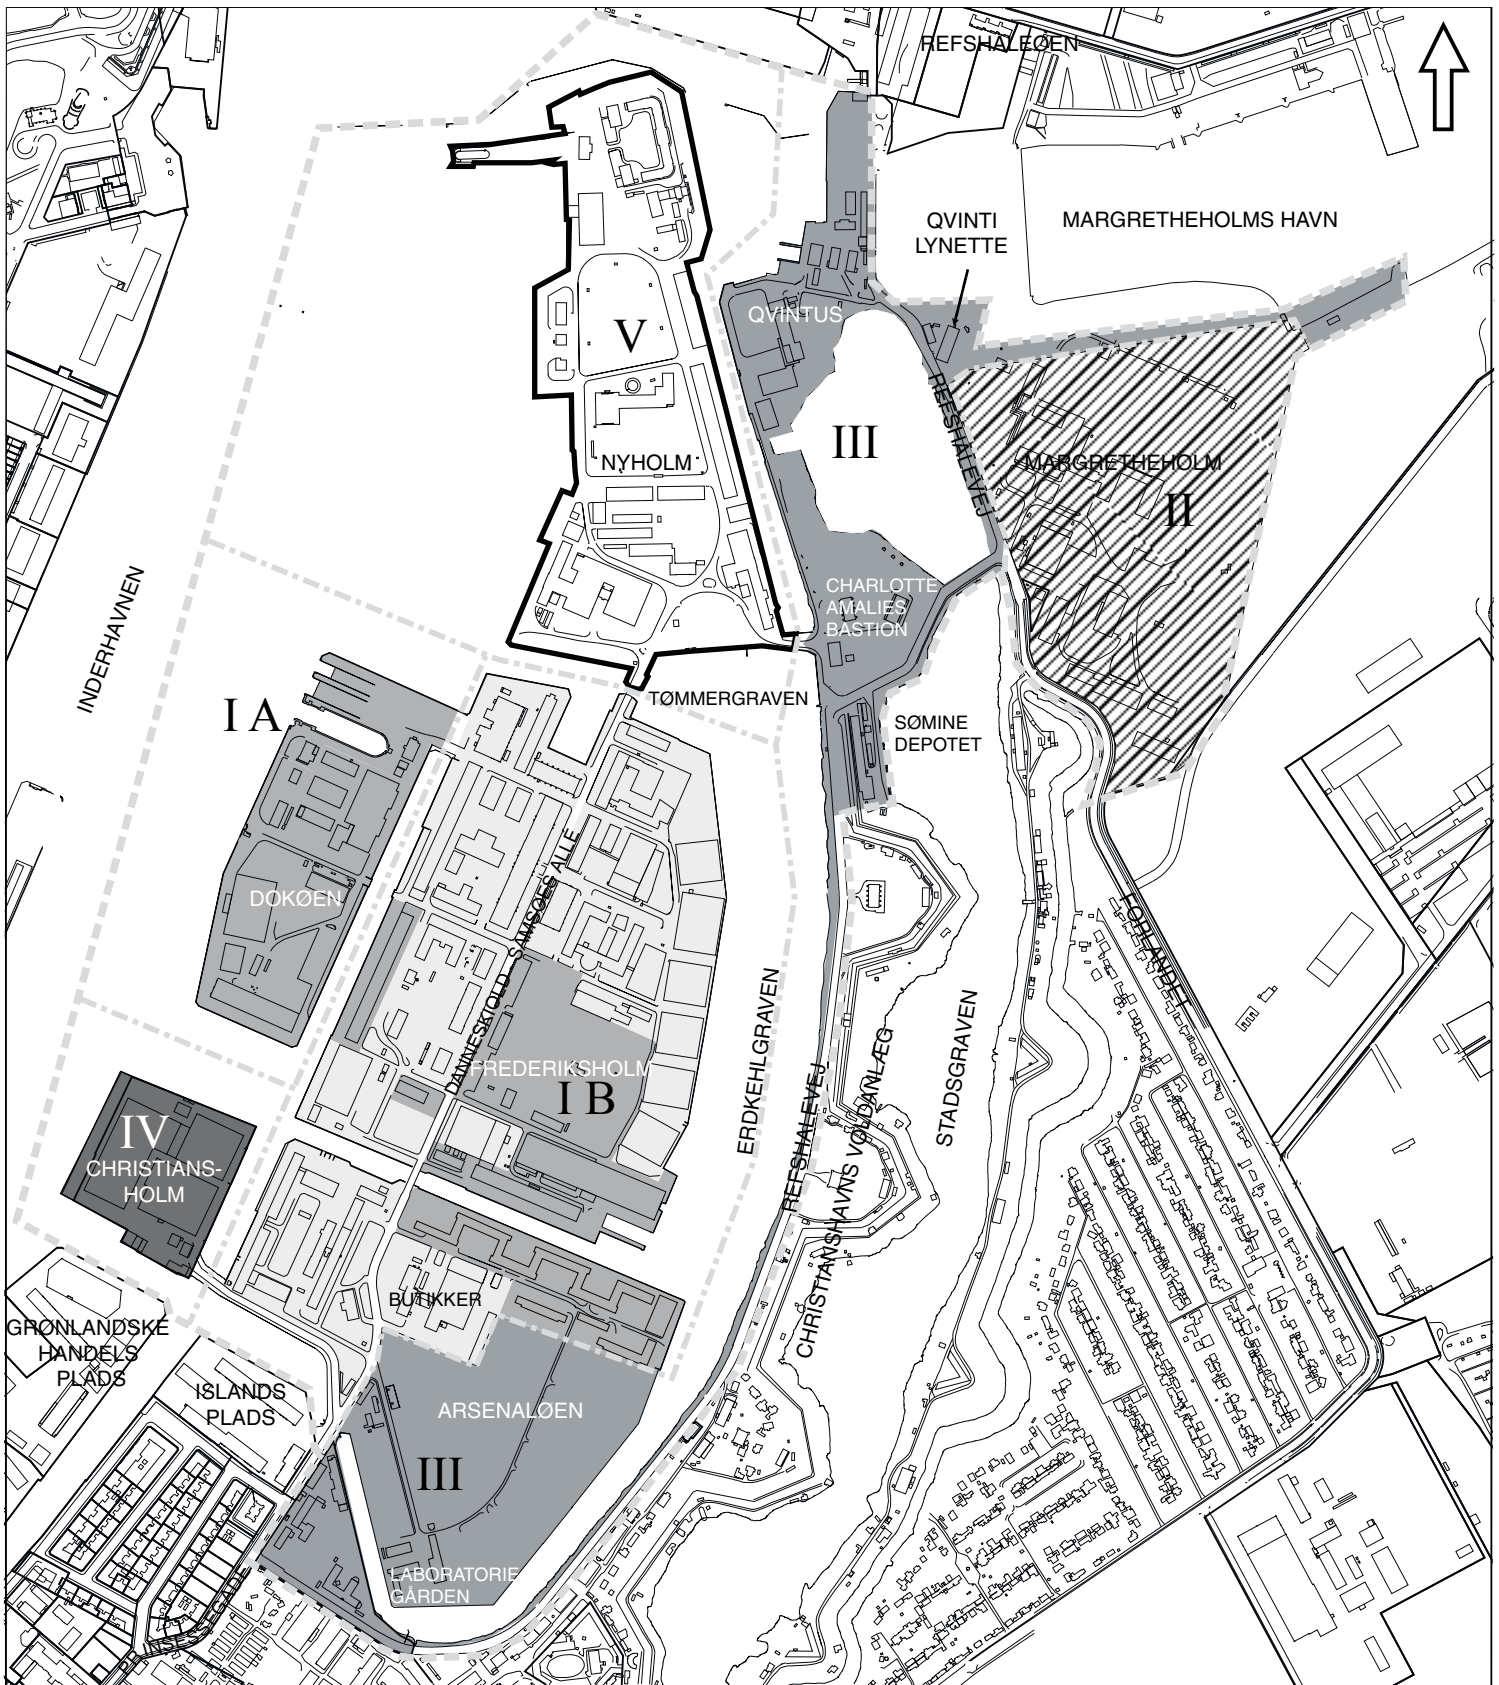 REFSHALEØEN
QVINTI
LYNETTE
MARGRETHEHOLMS HAVN
QVINTUS
V
III
REFSHALEVEJ
NYHOLM
MARGRETHEHOLM
II
CHARLOTTE
AMALIES
BASTION
INDERHAVNEN
I A
TØMMERGRAVEN
SØMINE
DEPOTET
DOKØEN
DANNESKIOLD - SAMSØES ALLE
FORLANDET
FREDERIKSHOLM
I B
ERDKEHLGRAVEN
STADSGRAVEN
REFSHALEVEJ
CHRISTIANSHAVNS VOLDANLÆG
IV
CHRISTIANS-
HOLM
BUTIKKER
GRØNLANDSKE
HANDELS
PLADS
ISLANDS
PLADS
ARSENALØEN
III
LABORATORIE
GÅRDEN